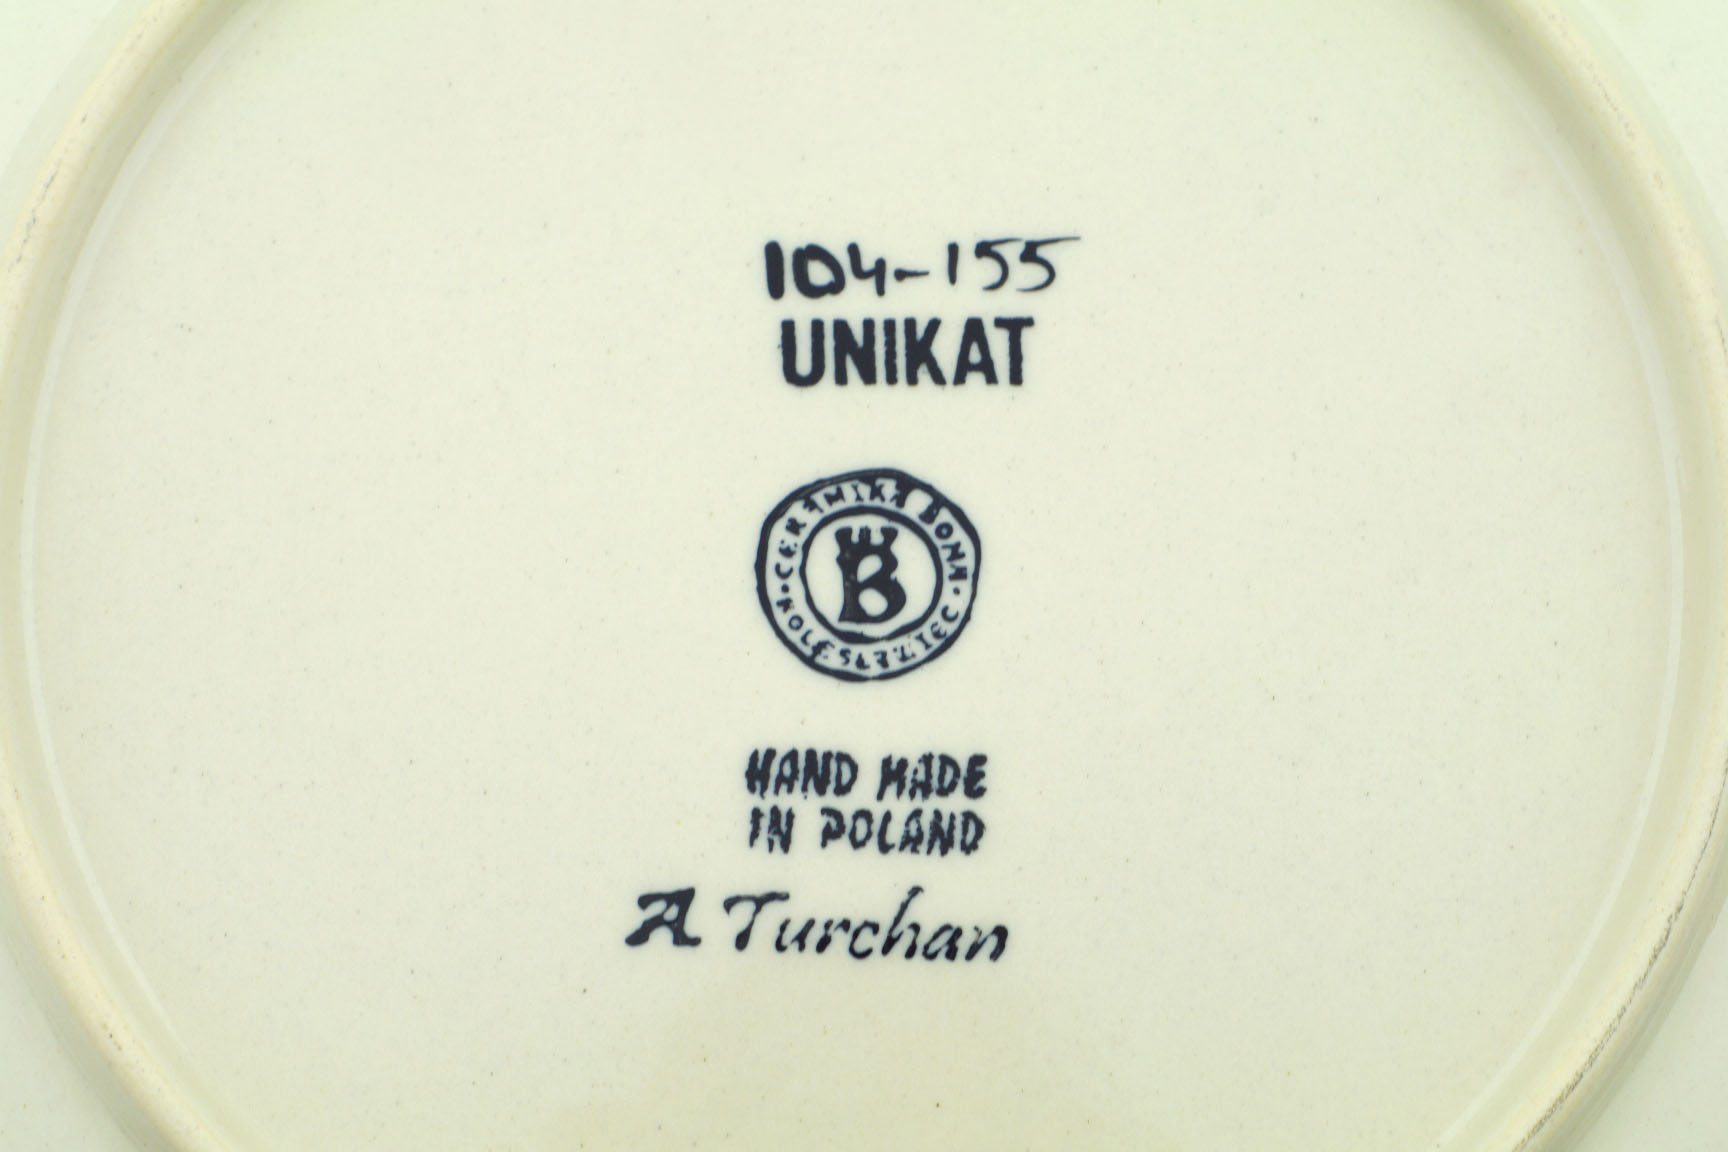 104-155
UNIKAT
CERAMIKA BONA
B
BOLESŁAWIEC
HAND MADE
IN POLAND
A Turchan